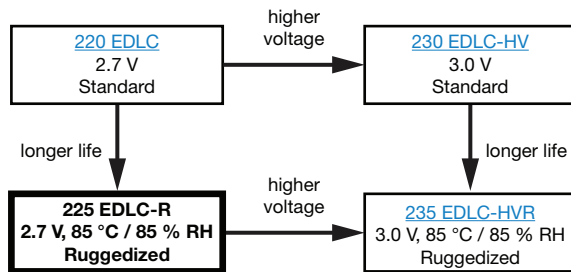 220 EDLC
2.7 V
Standard
higher
voltage
230 EDLC-HV
3.0 V
Standard
longer life
longer life
225 EDLC-R
2.7 V, 85 °C / 85 % RH
Ruggedized
higher
voltage
235 EDLC-HVR
3.0 V, 85 °C / 85 % RH
Ruggedized